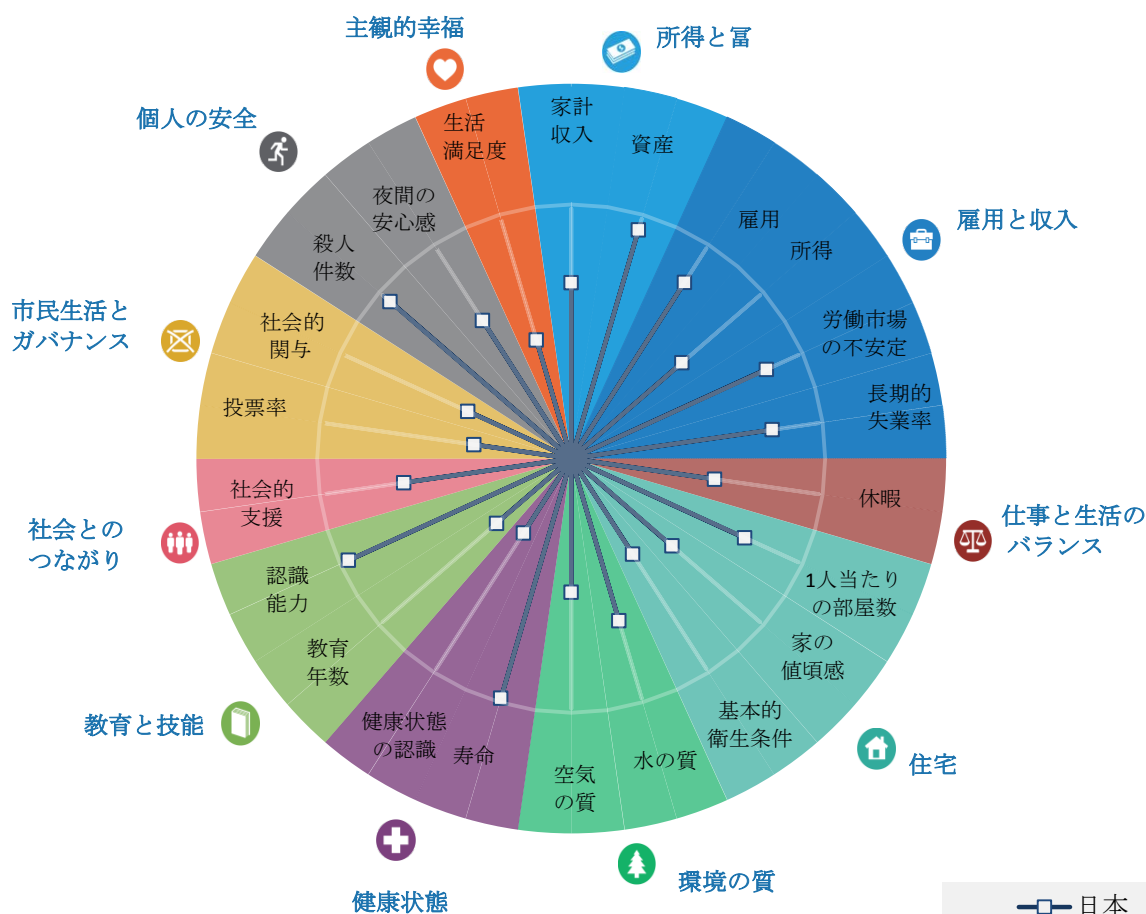 主観的幸福
所得と冨
個人の安全
家計
収入
資産
生活
満足度
夜間の
安心感
殺人
件数
雇用
所得
雇用と収入
市民生活と
ガバナンス
社会的
関与
労働市場
の不安定
投票率
長期的
失業率
社会的
支援
休暇
社会との
つながり
仕事と生活の
バランス
認識
能力
1人当たり
の部屋数
教育
年数
家の
値頃感
教育と技能
健康状態
の認識
寿命
空気
の質
水の質
基本的
衛生条件
住宅
健康状態
環境の質
日本